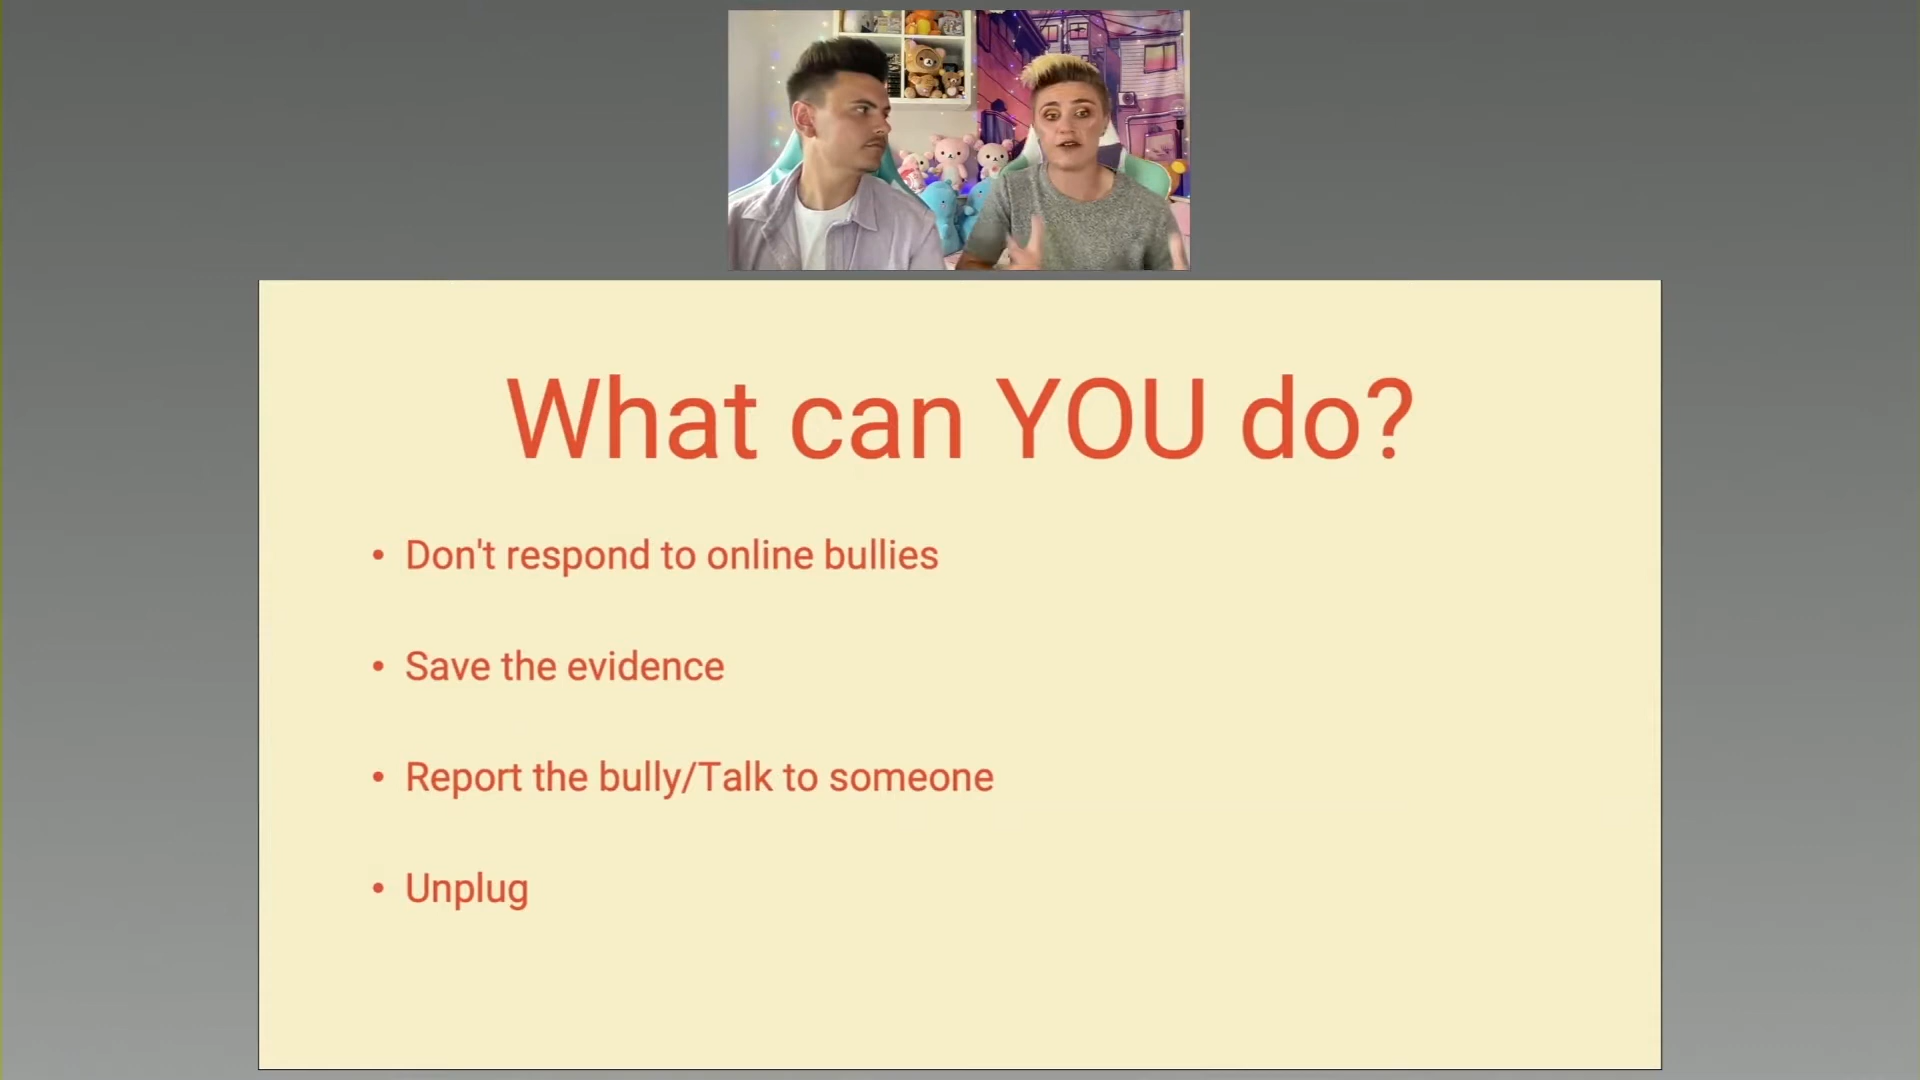 What can YOU do?
• Don't respond to online bullies
• Save the evidence
• Report the bully/Talk to someone
• Unplug